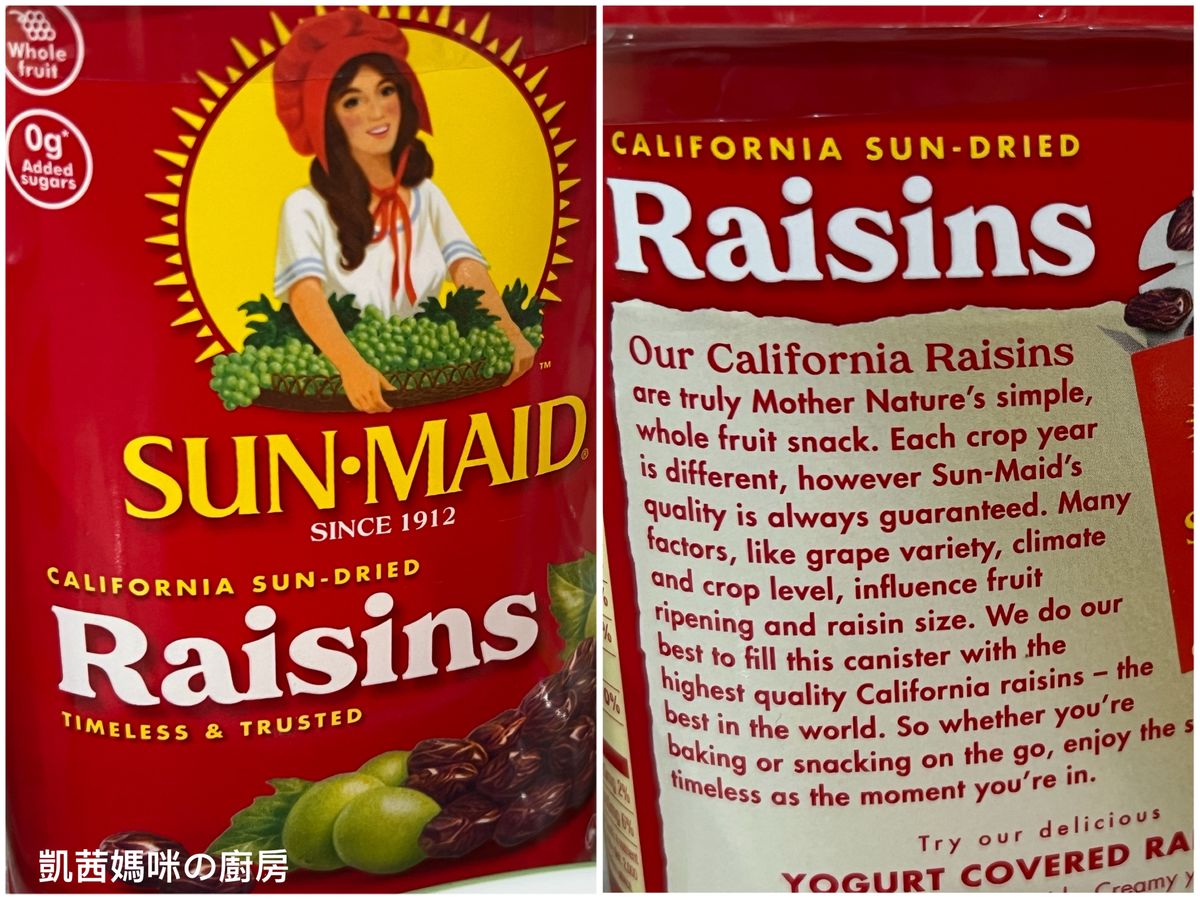 Whole
fruit
0g*
Added
sugars
TM
SUN•MAID®
SINCE 1912
CALIFORNIA SUN-DRIED
Raisins
TIMELESS & TRUSTED
凱茜媽咪の廚房
CALIFORNIA SUN-DRIED
Raisins
Our California Raisins
are truly Mother Nature's simple,
whole fruit snack. Each crop year
is different, however Sun-Maid's
quality is always guaranteed. Many
factors, like grape variety, climate
and crop level, influence fruit
ripening and raisin size. We do our
best to fill this canister with the
highest quality California raisins – the
best in the world. So whether you're
baking or snacking on the go, enjoy the
timeless as the moment you're in.
Try our delicious
YOGURT COVERED RA
Creamy